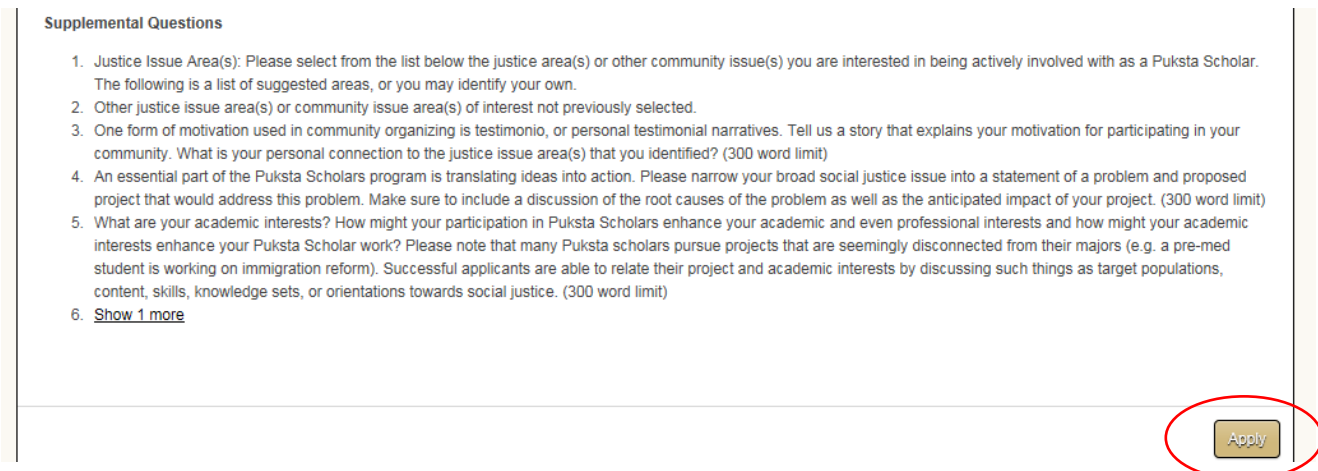 Supplemental Questions
1. Justice Issue Area(s): Please select from the list below the justice area(s) or other community issue(s) you are interested in being actively involved with as a Puksta Scholar.
The following is a list of suggested areas, or you may identify your own.
2. Other justice issue area(s) or community issue area(s) of interest not previously selected.
3. One form of motivation used in community organizing is testimonio, or personal testimonial narratives. Tell us a story that explains your motivation for participating in your
community. What is your personal connection to the justice issue area(s) that you identified? (300 word limit)
4. An essential part of the Puksta Scholars program is translating ideas into action. Please narrow your broad social justice issue into a statement of a problem and proposed
project that would address this problem. Make sure to include a discussion of the root causes of the problem as well as the anticipated impact of your project. (300 word limit)
5. What are your academic interests? How might your participation in Puksta Scholars enhance your academic and even professional interests and how might your academic
interests enhance your Puksta Scholar work? Please note that many Puksta scholars pursue projects that are seemingly disconnected from their majors (e.g. a pre-med
student is working on immigration reform). Successful applicants are able to relate their project and academic interests by discussing such things as target populations,
content, skills, knowledge sets, or orientations towards social justice. (300 word limit)
6. Show 1 more
Apply